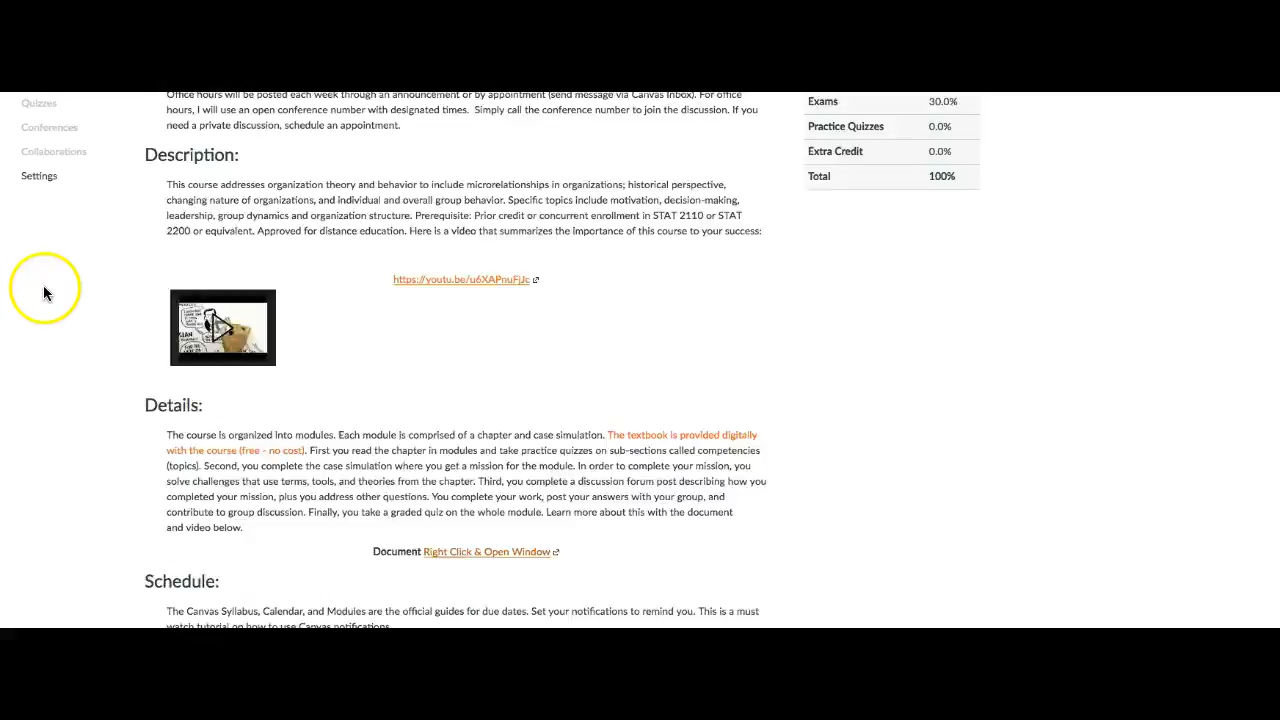 Quizzes
Conferences
Collaborations
Settings
Office hours will be posted each week through an announcement or by appointment (send message via Canvas Inbox). For office
hours, I will use an open conference number with designated times. Simply call the conference number to join the discussion. If you
need a private discussion, schedule an appointment.
Description:
This course addresses organization theory and behavior to include microrelationships in organizations; historical perspective,
changing nature of organizations, and individual and overall group behavior. Specific topics include motivation, decision-making,
leadership, group dynamics and organization structure. Prerequisite: Prior credit or concurrent enrollment in STAT 2110 or STAT
2200 or equivalent. Approved for distance education. Here is a video that summarizes the importance of this course to your success:
https://youtu.be/u6XAPnuFjJc
Details:
The course is organized into modules. Each module is comprised of a chapter and case simulation. The textbook is provided digitally
with the course (free - no cost). First you read the chapter in modules and take practice quizzes on sub-sections called competencies
(topics). Second, you complete the case simulation where you get a mission for the module. In order to complete your mission, you
solve challenges that use terms, tools, and theories from the chapter. Third, you complete a discussion forum post describing how you
completed your mission, plus you address other questions. You complete your work, post your answers with your group, and
contribute to group discussion. Finally, you take a graded quiz on the whole module. Learn more about this with the document
and video below.
Document Right Click & Open Window
Schedule:
The Canvas Syllabus, Calendar, and Modules are the official guides for due dates. Set your notifications to remind you. This is a must
watch tutorial on how to use Canvas notifications.
Exams 30.0%
Practice Quizzes 0.0%
Extra Credit 0.0%
Total 100%